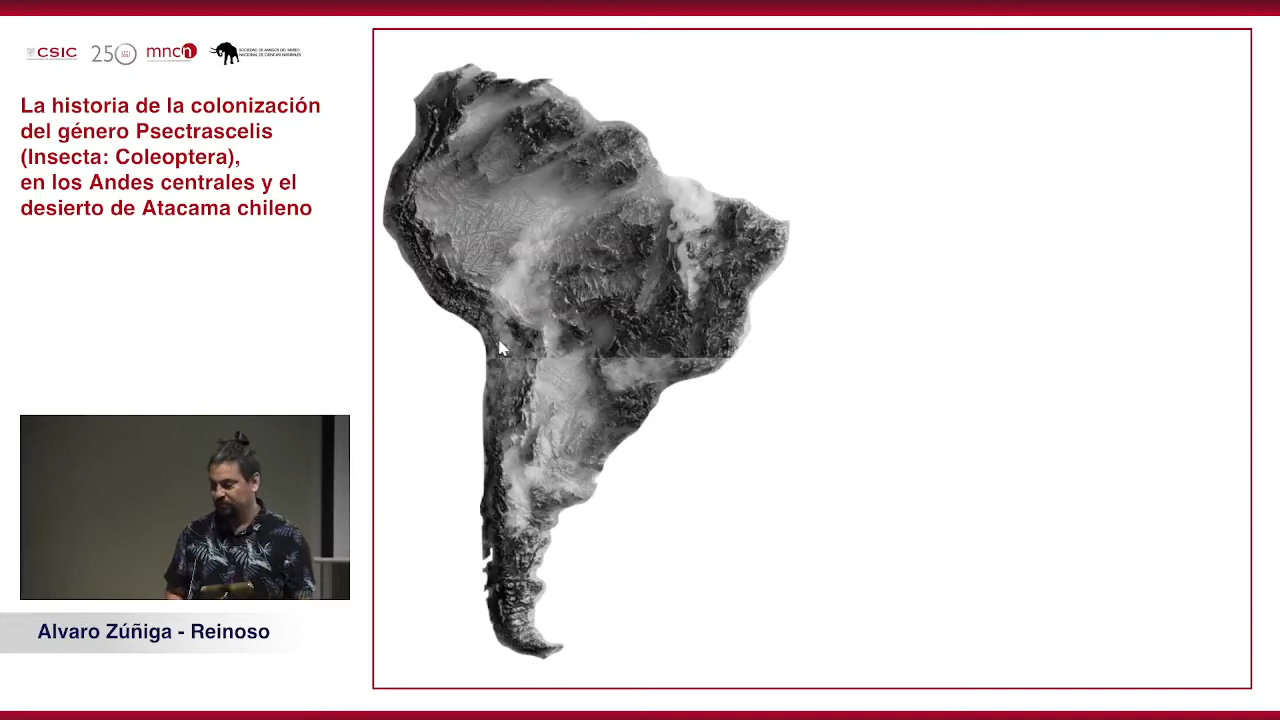 CSIC
250
mncn
SOCIEDAD DE AMIGOS DEL MUSEO
NACIONAL DE CIENCIAS NATURALES
La historia de la colonización
del género Psectrascelis
(Insecta: Coleoptera),
en los Andes centrales y el
desierto de Atacama chileno
Alvaro Zúñiga - Reinoso